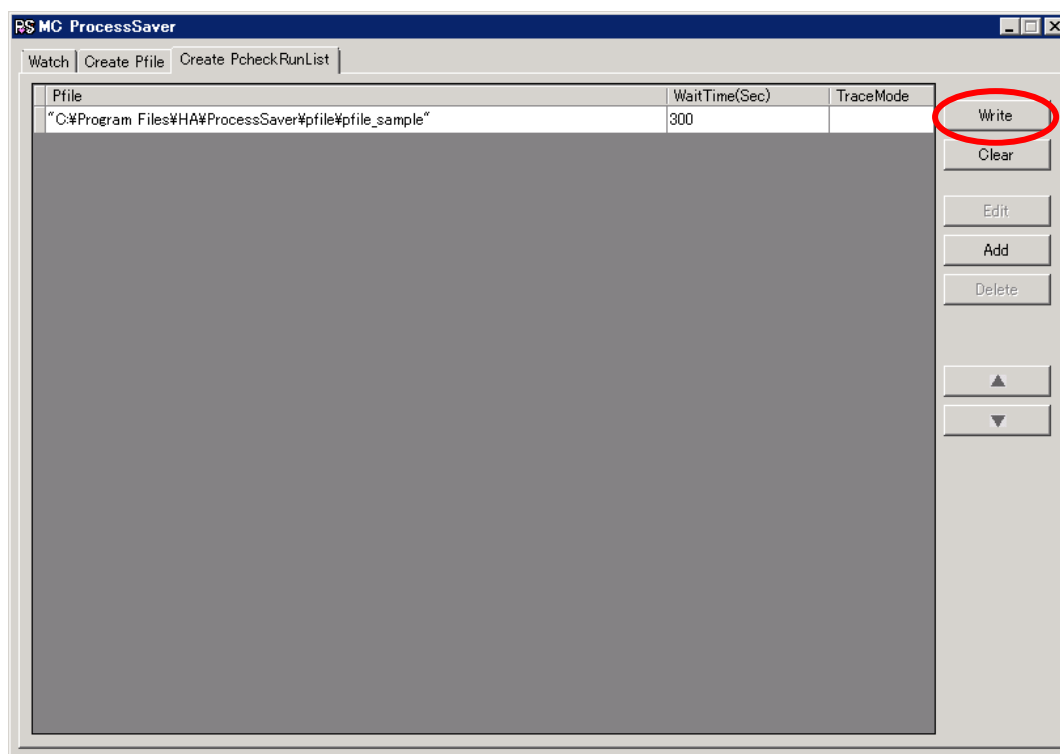 PS MC ProcessSaver
Watch Create Pfile Create PcheckRunList
Pfile WaitTime(Sec) TraceMode
"C:¥Program Files¥HA¥ProcessSaver¥pfile¥pfile_sample" 300
Write
Clear
Edit
Add
Delete